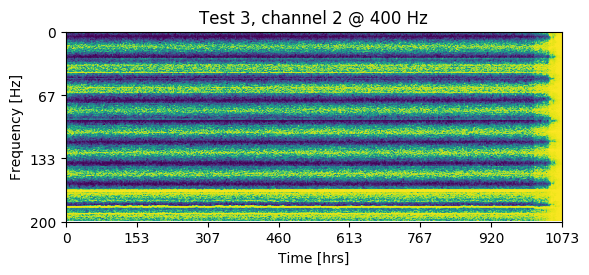 Test 3, channel 2 @ 400 Hz
Frequency [Hz]
0
67
133
200
0 153 307 460 613 767 920 1073
Time [hrs]